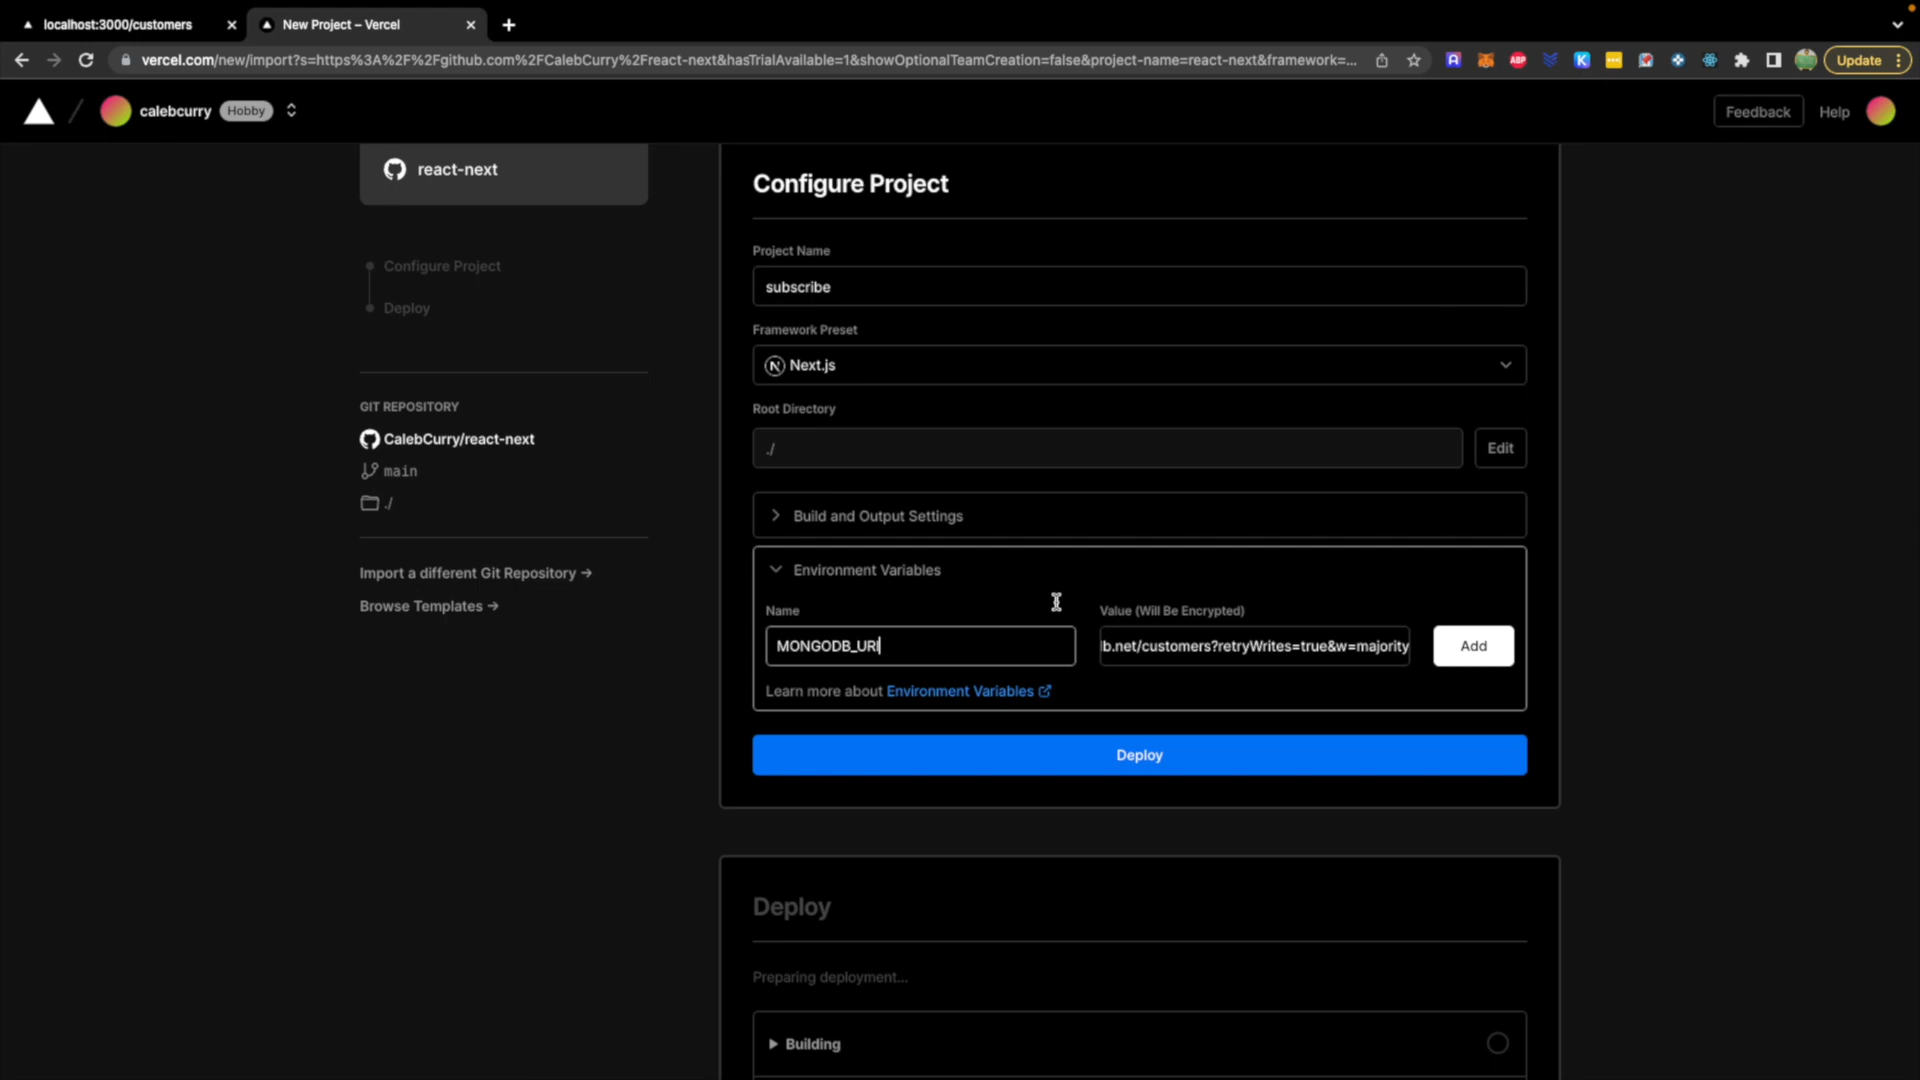 localhost:3000/customers
New Project – Vercel
vercel.com/new/import?s=https%3A%2F%2Fgithub.com%2FCalebCurry%2Freact-next&hasTrialAvailable=1&showOptionalTeamCreation=false&project-name=react-next&framework=...
ABP
K
Update
calebcurry
Hobby
Feedback
Help
react-next
Configure Project
Deploy
GIT REPOSITORY
CalebCurry/react-next
main
./
Import a different Git Repository →
Browse Templates →
Configure Project
Project Name
subscribe
Framework Preset
N Next.js
Root Directory
./
Edit
Build and Output Settings
Environment Variables
Name
Value (Will Be Encrypted)
MONGODB_URI
b.net/customers?retryWrites=true&w=majority
Add
Learn more about Environment Variables
Deploy
Deploy
Preparing deployment...
Building